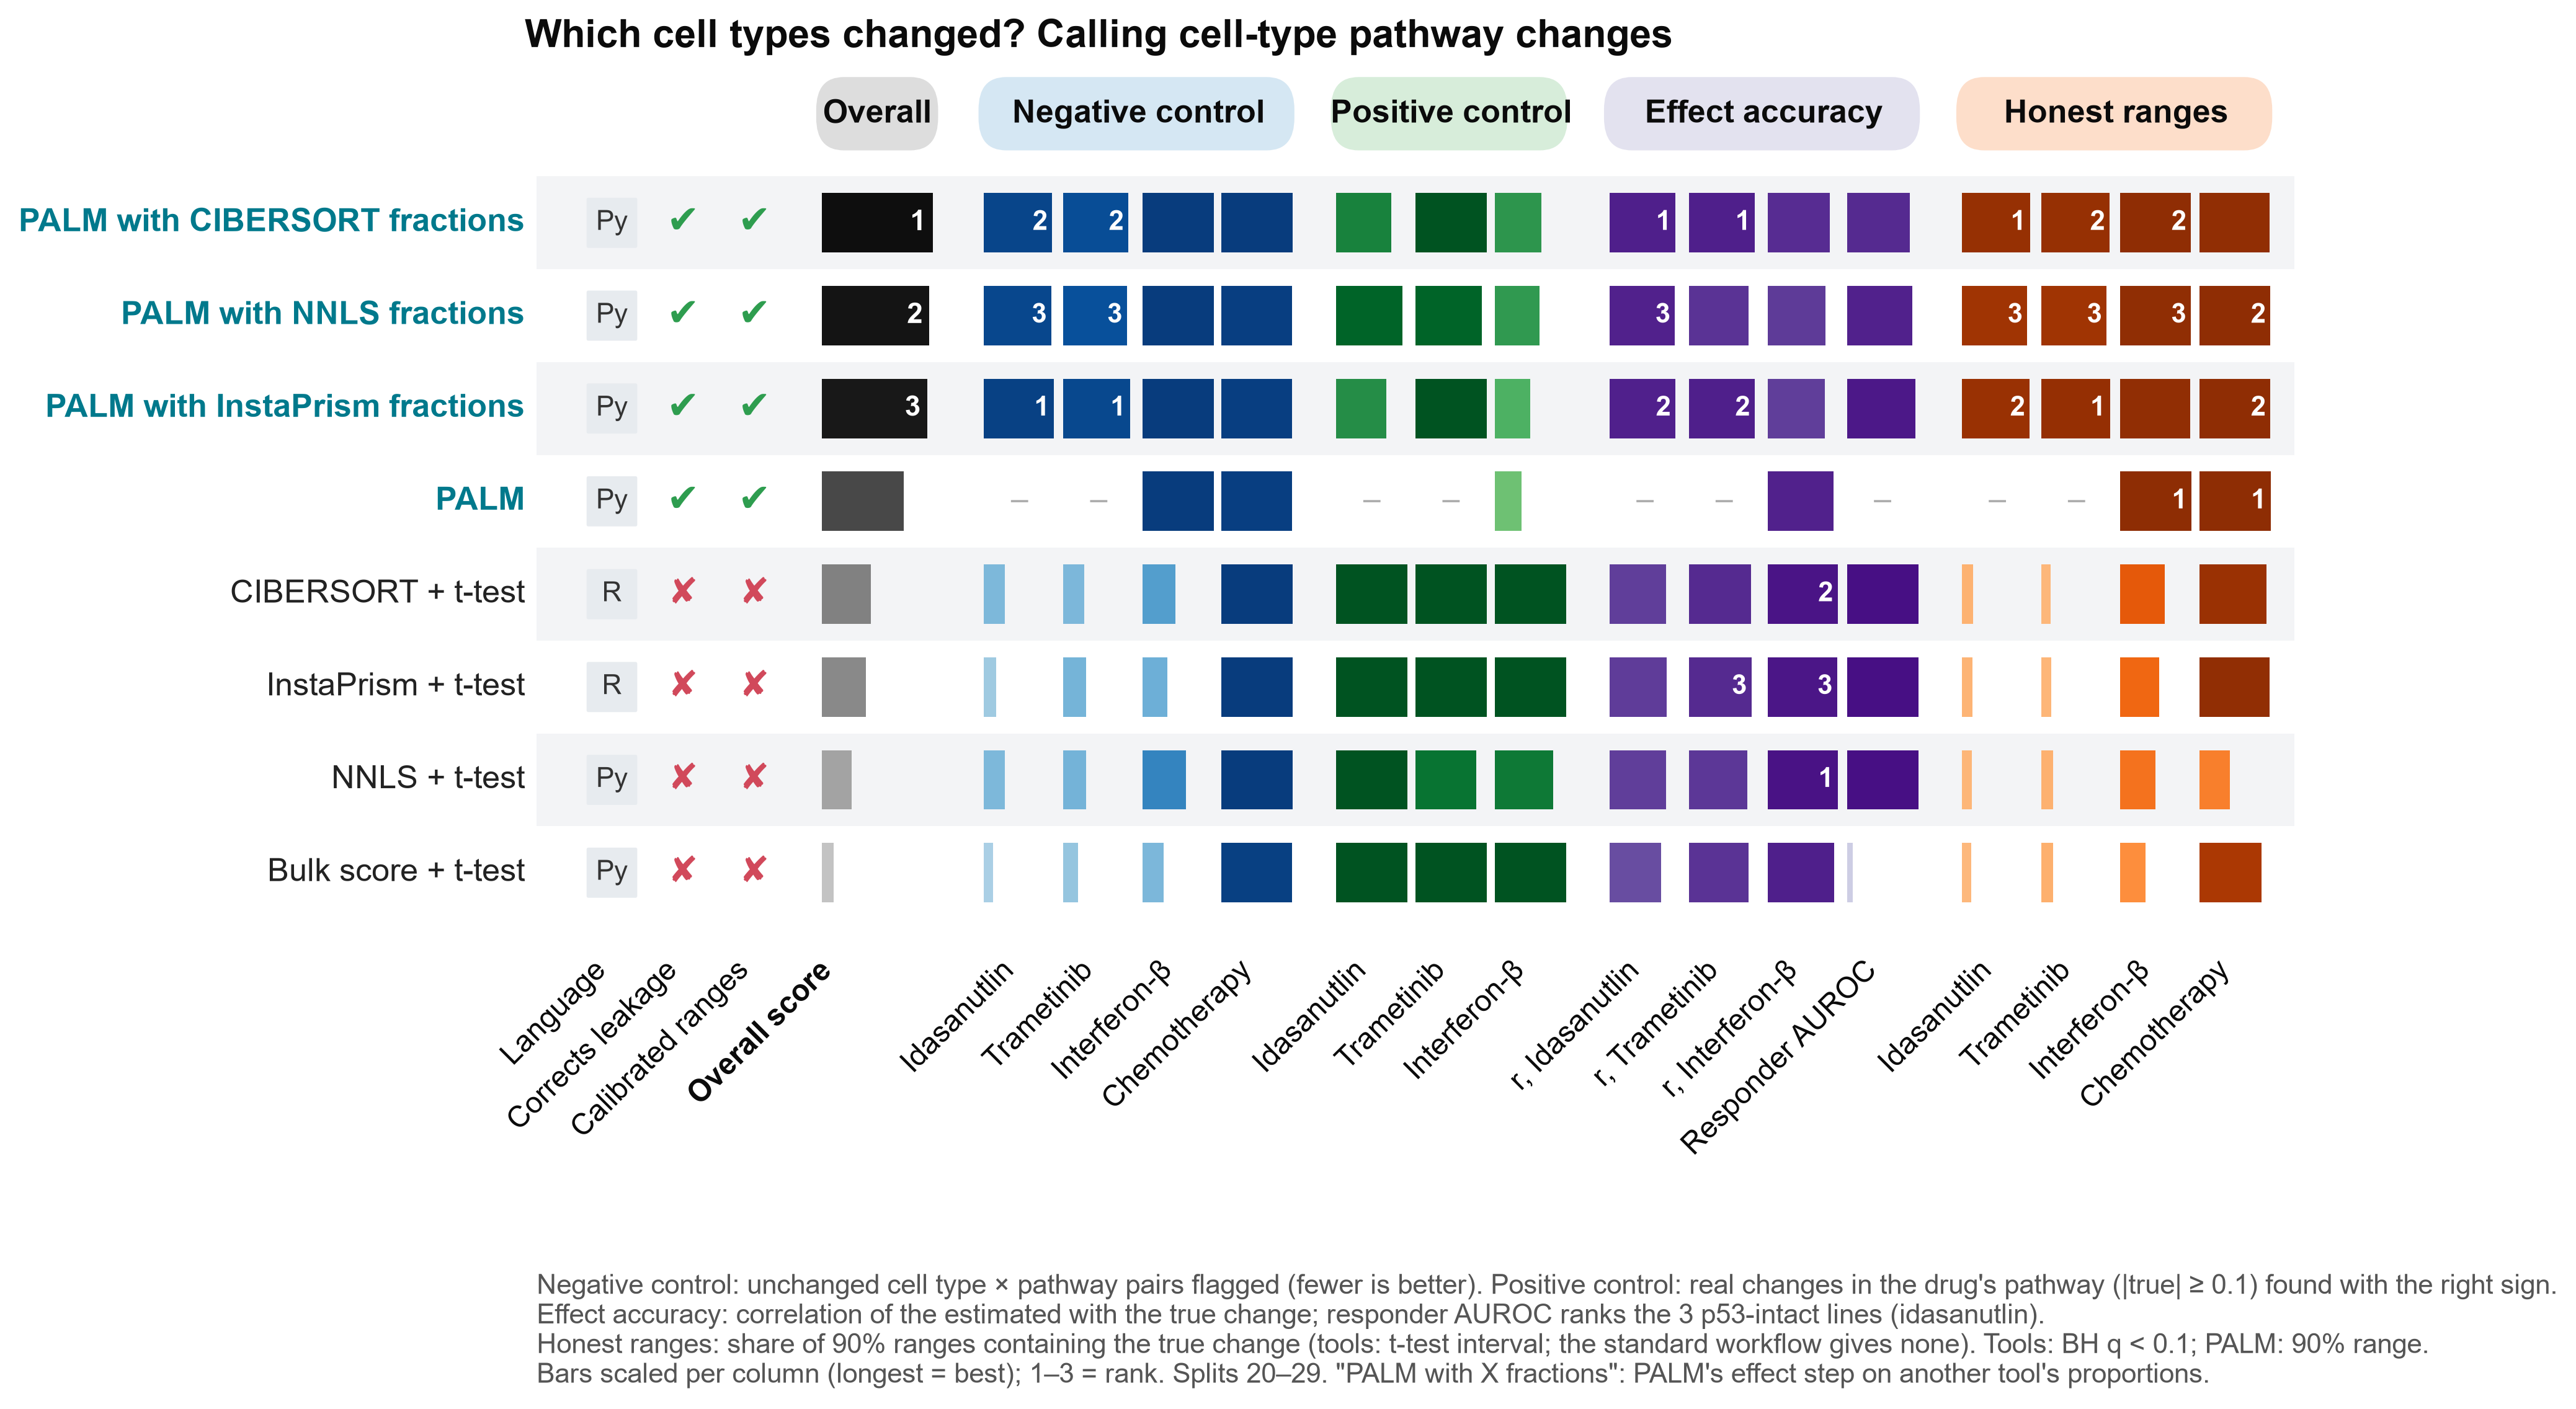 Which cell types changed? Calling cell-type pathway changes
Overall Negative control Positive control Effect accuracy Honest ranges
PALM with CIBERSORT fractions Py ✔ ✔ 1 2 2 1 1 1 2 2
PALM with NNLS fractions Py ✔ ✔ 2 3 3 3 3 3 3 2
PALM with InstaPrism fractions Py ✔ ✔ 3 1 1 2 2 2 1 2
PALM Py ✔ ✔ – – – – – – – – – 1 1
CIBERSORT + t-test R ✘ ✘ 2
InstaPrism + t-test R ✘ ✘ 3 3
NNLS + t-test Py ✘ ✘ 1
Bulk score + t-test Py ✘ ✘
Language
Corrects leakage
Calibrated ranges
Overall score
Idasanutlin
Trametinib
Interferon-β
Chemotherapy
Idasanutlin
Trametinib
Interferon-β
r, Idasanutlin
r, Trametinib
r, Interferon-β
Responder AUROC
Idasanutlin
Trametinib
Interferon-β
Chemotherapy
Negative control: unchanged cell type × pathway pairs flagged (fewer is better). Positive control: real changes in the drug's pathway (|true| ≥ 0.1) found with the right sign.
Effect accuracy: correlation of the estimated with the true change; responder AUROC ranks the 3 p53-intact lines (idasanutlin).
Honest ranges: share of 90% ranges containing the true change (tools: t-test interval; the standard workflow gives none). Tools: BH q < 0.1; PALM: 90% range.
Bars scaled per column (longest = best); 1–3 = rank. Splits 20–29. "PALM with X fractions": PALM's effect step on another tool's proportions.